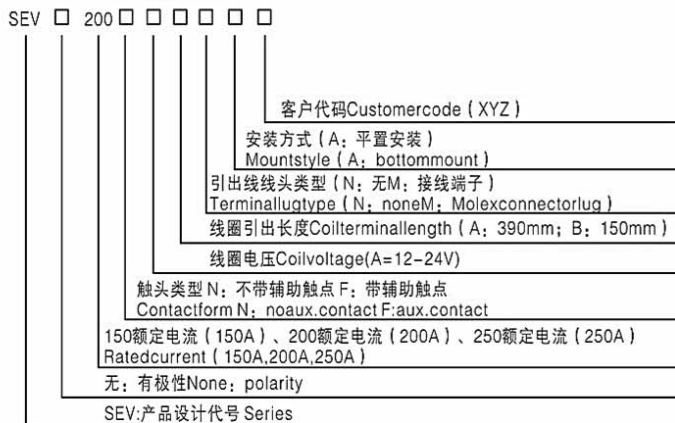 SEV □ 200 □ □ □ □ □ □
客户代码Customercode ( XYZ )
安装方式 ( A：平置安装 )
Mountstyle ( A：bottommount )
引出线线头类型 ( N：无M：接线端子 )
Terminallugtype ( N：noneM：Molexconnectorlug )
线圈引出长度Coilterminallength ( A：390mm；B：150mm )
线圈电压Coilvoltage(A=12-24V)
触头类型 N：不带辅助触点 F：带辅助触点
Contactform N：noaux.contact F:aux.contact
150额定电流 ( 150A ) 、200额定电流 ( 200A ) 、250额定电流 ( 250A )
Ratedcurrent ( 150A,200A,250A )
无：有极性None：polarity
SEV:产品设计代号 Series